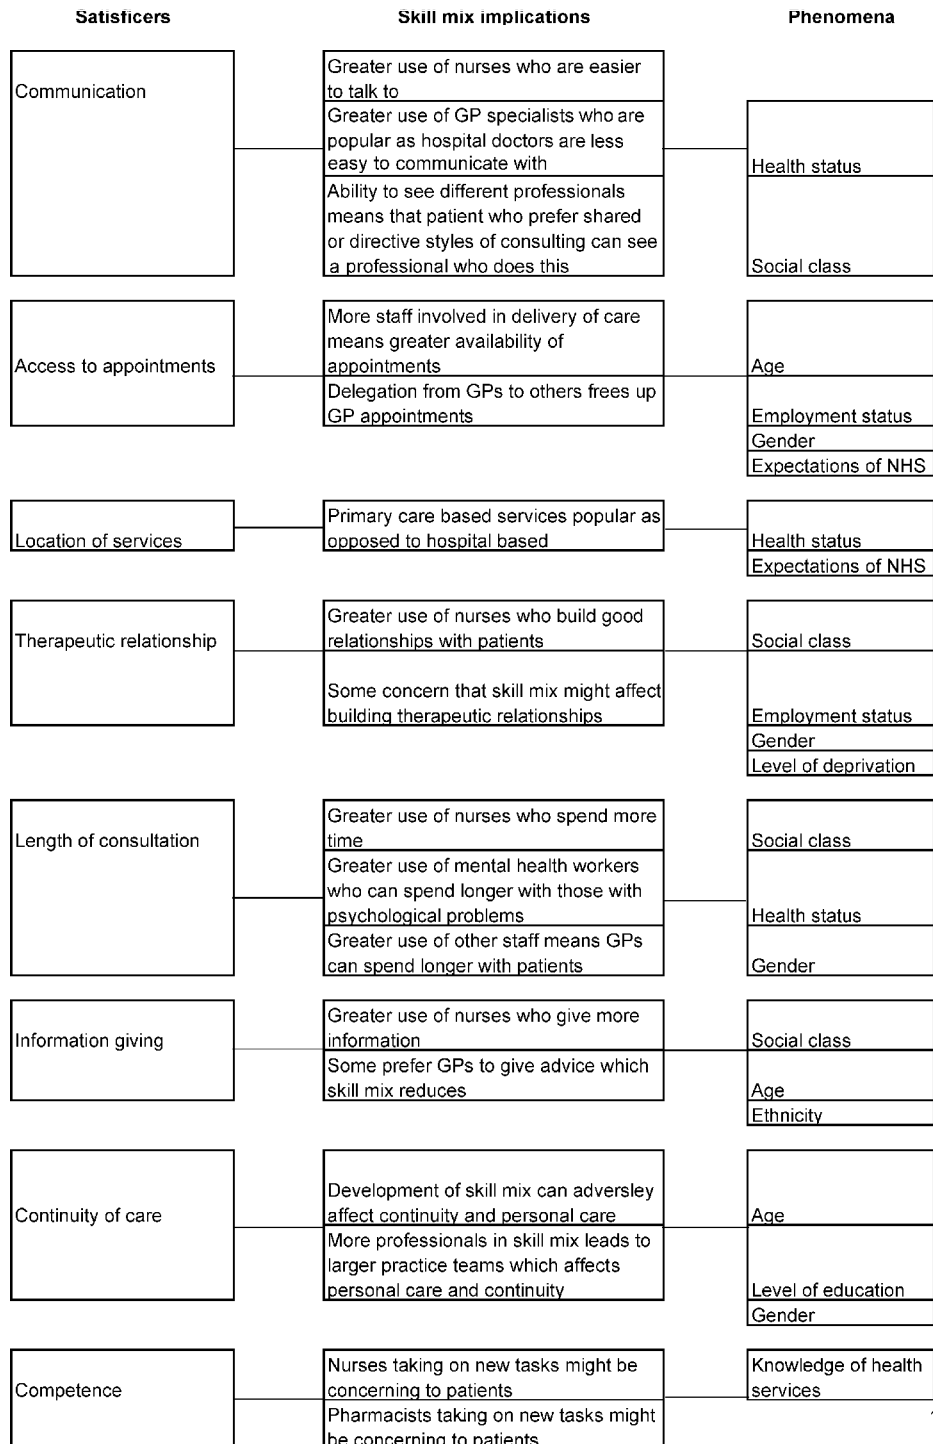 Satisficers
Skill mix implications
Phenomena
Communication
Greater use of nurses who are easier
to talk to
Greater use of GP specialists who are
popular as hospital doctors are less
easy to communicate with
Ability to see different professionals
means that patient who prefer shared
or directive styles of consulting can see
a professional who does this
Health status
Social class
Access to appointments
More staff involved in delivery of care
means greater availability of
appointments
Delegation from GPs to others frees up
GP appointments
Age
Employment status
Gender
Expectations of NHS
Location of services
Primary care based services popular as
opposed to hospital based
Health status
Expectations of NHS
Therapeutic relationship
Greater use of nurses who build good
relationships with patients
Some concern that skill mix might affect
building therapeutic relationships
Social class
Employment status
Gender
Level of deprivation
Length of consultation
Greater use of nurses who spend more
time
Greater use of mental health workers
who can spend longer with those with
psychological problems
Greater use of other staff means GPs
can spend longer with patients
Social class
Health status
Gender
Information giving
Greater use of nurses who give more
information
Some prefer GPs to give advice which
skill mix reduces
Social class
Age
Ethnicity
Continuity of care
Development of skill mix can adversley
affect continuity and personal care
More professionals in skill mix leads to
larger practice teams which affects
personal care and continuity
Age
Level of education
Gender
Competence
Nurses taking on new tasks might be
concerning to patients
Pharmacists taking on new tasks might
be concerning to patients
Knowledge of health
services